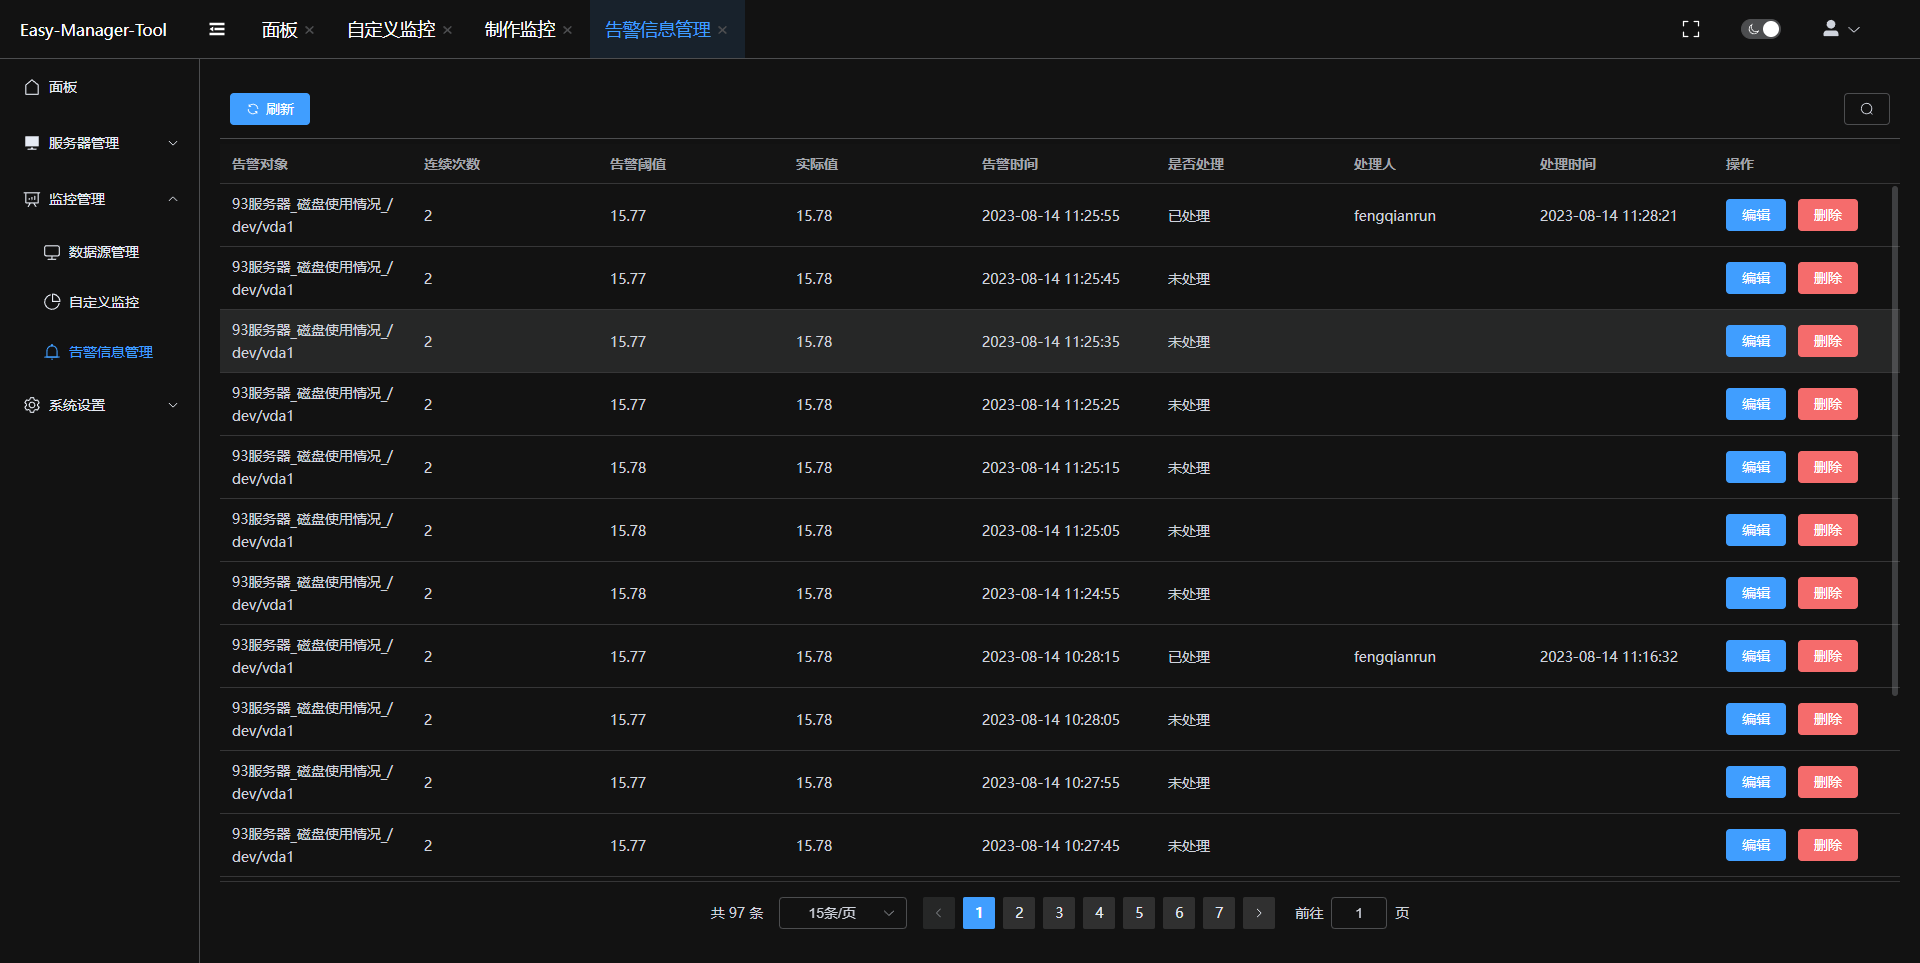 Easy-Manager-Tool
面板
自定义监控
制作监控
告警信息管理
面板
服务器管理
监控管理
数据源管理
自定义监控
告警信息管理
系统设置
刷新
告警对象 连续次数 告警阈值 实际值 告警时间 是否处理 处理人 处理时间 操作
93服务器_磁盘使用情况_/
dev/vda1
2 15.77 15.78 2023-08-14 11:25:55 已处理 fengqianrun 2023-08-14 11:28:21 编辑 删除
93服务器_磁盘使用情况_/
dev/vda1
2 15.77 15.78 2023-08-14 11:25:45 未处理 编辑 删除
93服务器_磁盘使用情况_/
dev/vda1
2 15.77 15.78 2023-08-14 11:25:35 未处理 编辑 删除
93服务器_磁盘使用情况_/
dev/vda1
2 15.77 15.78 2023-08-14 11:25:25 未处理 编辑 删除
93服务器_磁盘使用情况_/
dev/vda1
2 15.78 15.78 2023-08-14 11:25:15 未处理 编辑 删除
93服务器_磁盘使用情况_/
dev/vda1
2 15.78 15.78 2023-08-14 11:25:05 未处理 编辑 删除
93服务器_磁盘使用情况_/
dev/vda1
2 15.78 15.78 2023-08-14 11:24:55 未处理 编辑 删除
93服务器_磁盘使用情况_/
dev/vda1
2 15.77 15.78 2023-08-14 10:28:15 已处理 fengqianrun 2023-08-14 11:16:32 编辑 删除
93服务器_磁盘使用情况_/
dev/vda1
2 15.77 15.78 2023-08-14 10:28:05 未处理 编辑 删除
93服务器_磁盘使用情况_/
dev/vda1
2 15.77 15.78 2023-08-14 10:27:55 未处理 编辑 删除
93服务器_磁盘使用情况_/
dev/vda1
2 15.77 15.78 2023-08-14 10:27:45 未处理 编辑 删除
共 97 条 15条/页 1 2 3 4 5 6 7 前往 1 页